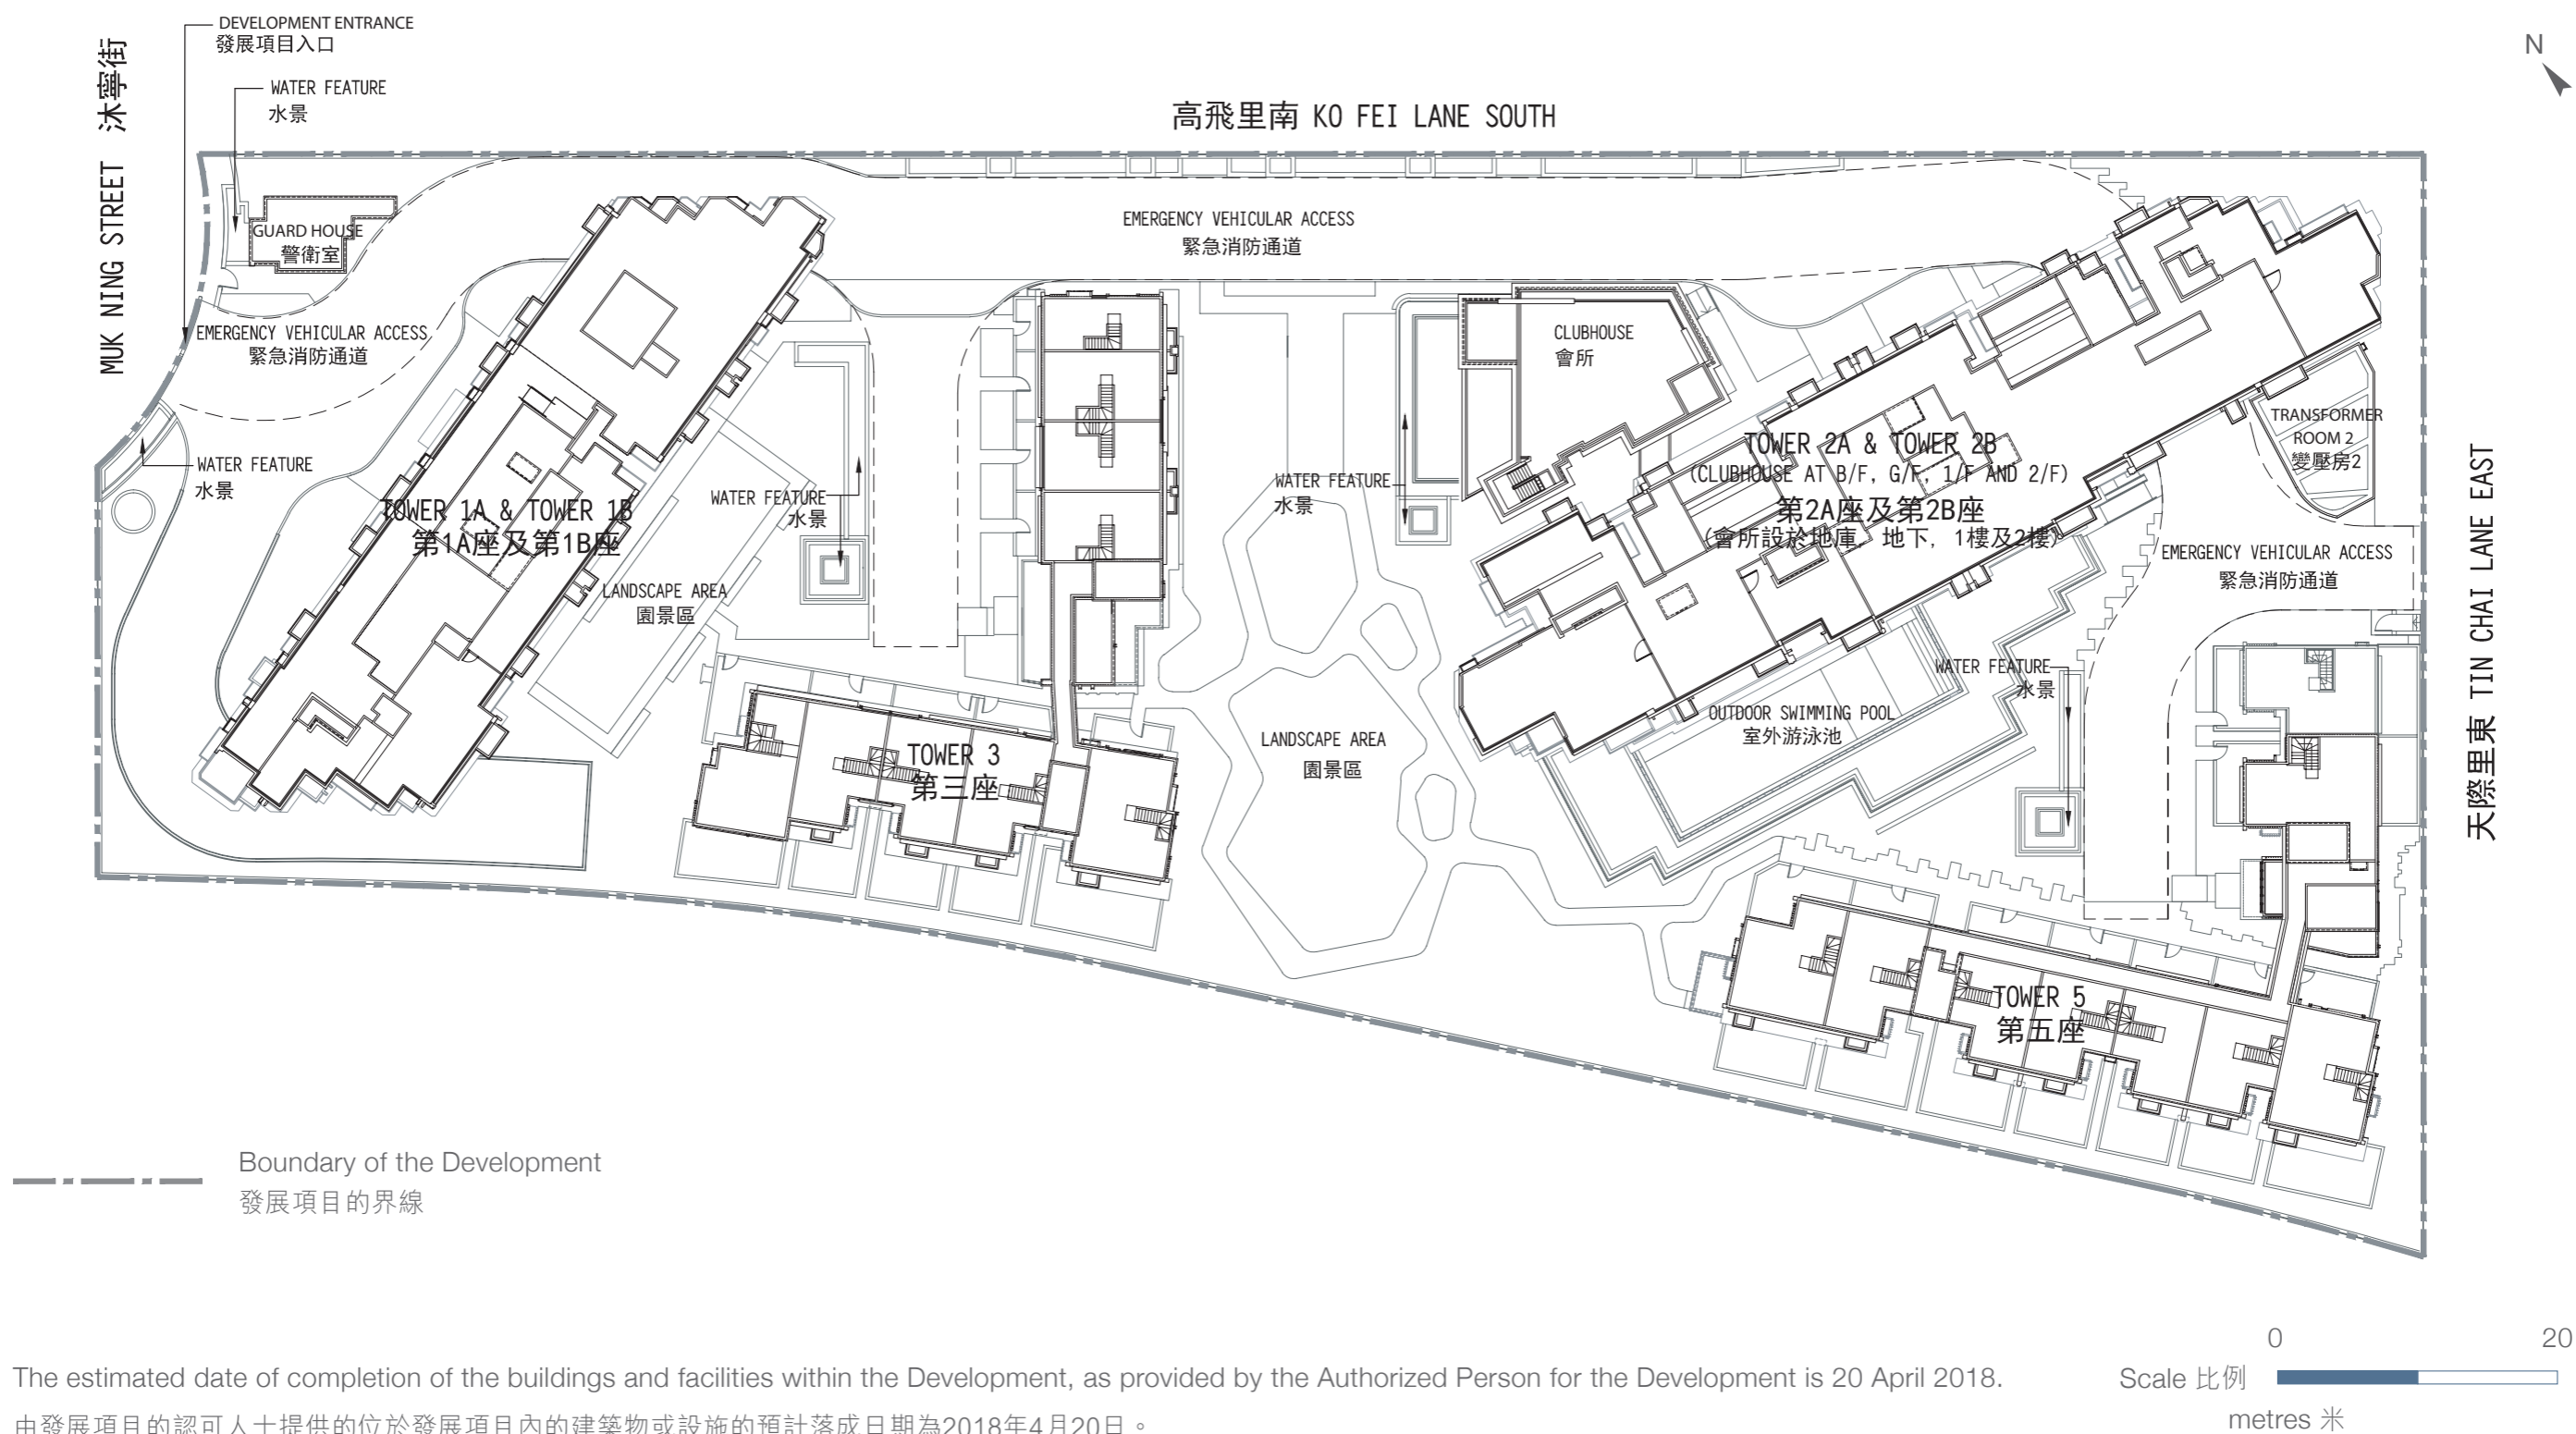 DEVELOPMENT ENTRANCE
發展項目入口
WATER FEATURE
水景
MUK NING STREET 沐寧街
N
高飛里南 KO FEI LANE SOUTH
GUARD HOUSE
警衛室
EMERGENCY VEHICULAR ACCESS
緊急消防通道
EMERGENCY VEHICULAR ACCESS
緊急消防通道
CLUBHOUSE
會所
WATER FEATURE
水景
TOWER 1A & TOWER 1B
第1A座及第1B座
WATER FEATURE
水景
LANDSCAPE AREA
園景區
WATER FEATURE
水景
TOWER 2A & TOWER 2B
(CLUBHOUSE AT B/F, G/F, 1/F AND 2/F)
第2A座及第2B座
(會所設於地庫, 地下, 1樓及2樓)
TRANSFORMER
ROOM 2
變壓房2
EMERGENCY VEHICULAR ACCESS
緊急消防通道
天際里東 TIN CHAI LANE EAST
WATER FEATURE
水景
OUTDOOR SWIMMING POOL
室外游泳池
LANDSCAPE AREA
園景區
TOWER 3
第三座
TOWER 5
第五座
Boundary of the Development
發展項目的界線
The estimated date of completion of the buildings and facilities within the Development, as provided by the Authorized Person for the Development is 20 April 2018.
由發展項目的認可人士提供的位於發展項目內的建築物或設施的預計落成日期為2018年4月20日。
0 20
Scale 比例
metres 米